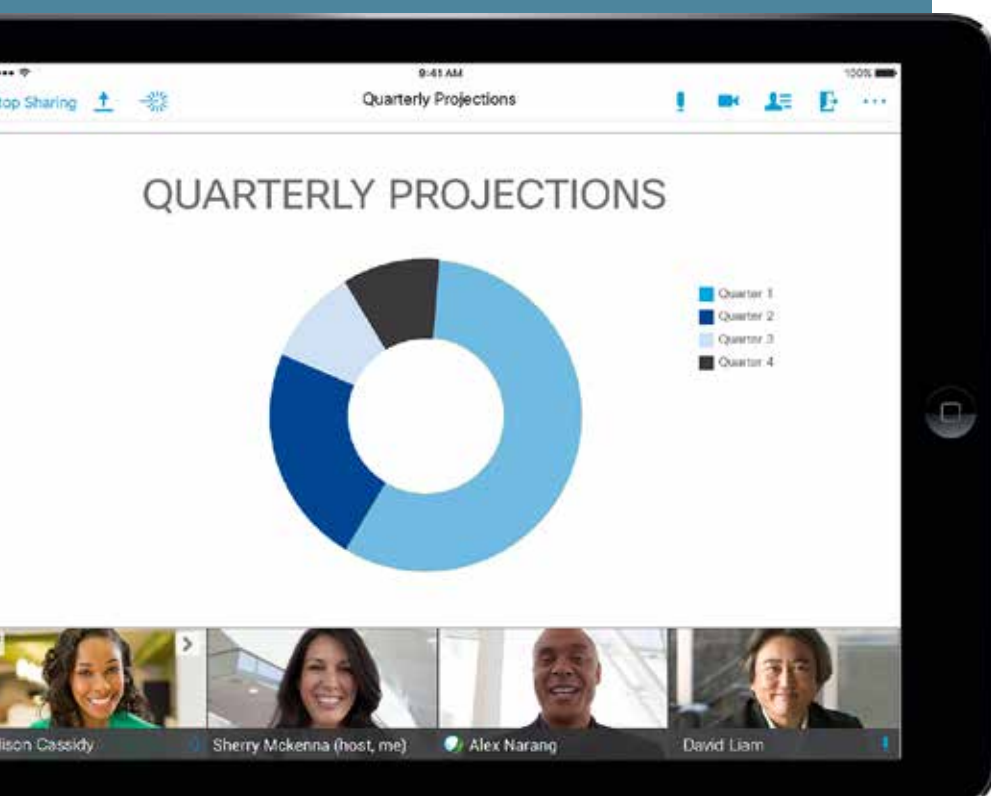 9:41 AM
100%
top Sharing
Quarterly Projections
QUARTERLY PROJECTIONS
Quarter 1
Quarter 2
Quarter 3
Quarter 4
lison Cassidy
Sherry Mckenna (host, me)
Alex Narang
David Liam